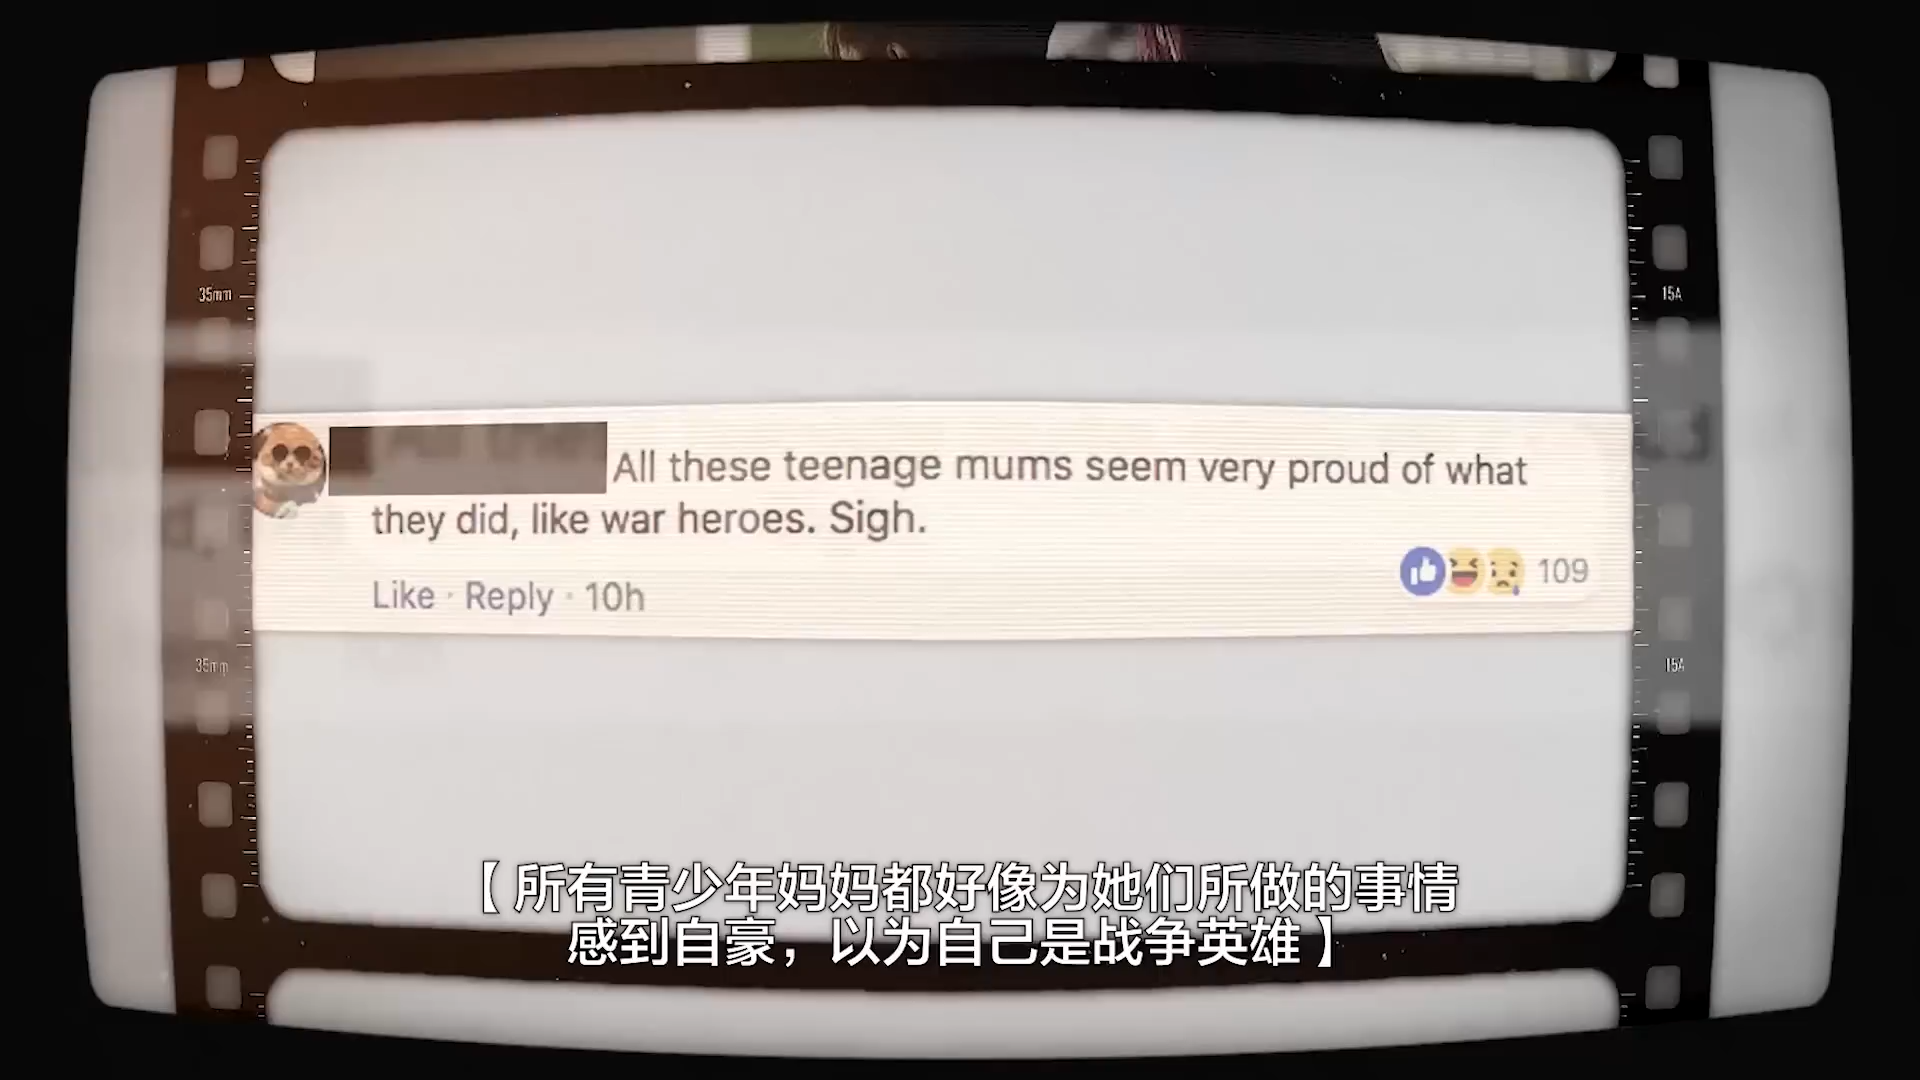 35mm
15A
All these teenage mums seem very proud of what
they did, like war heroes. Sigh.
109
Like · Reply · 10h
35mm
15A
【所有青少年妈妈都好像为她们所做的事情
感到自豪，以为自己是战争英雄】